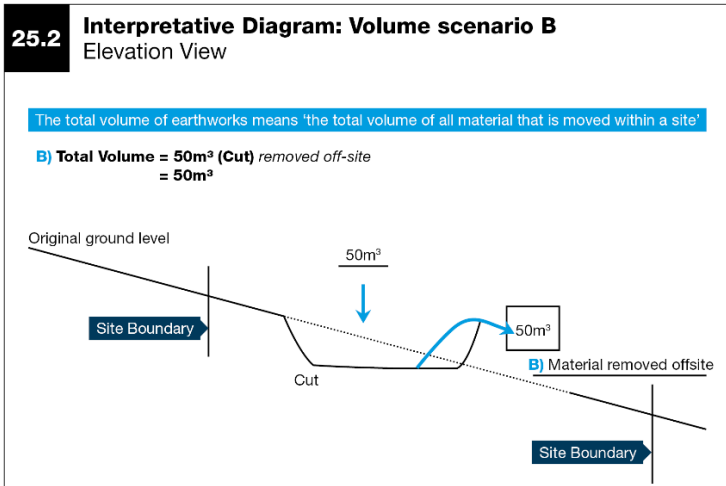 25.2
Interpretative Diagram: Volume scenario B
Elevation View
The total volume of earthworks means ‘the total volume of all material that is moved within a site’
B) Total Volume = 50m³ (Cut) removed off-site
= 50m³
Original ground level
50m³
Site Boundary
50m³
B) Material removed offsite
Cut
Site Boundary